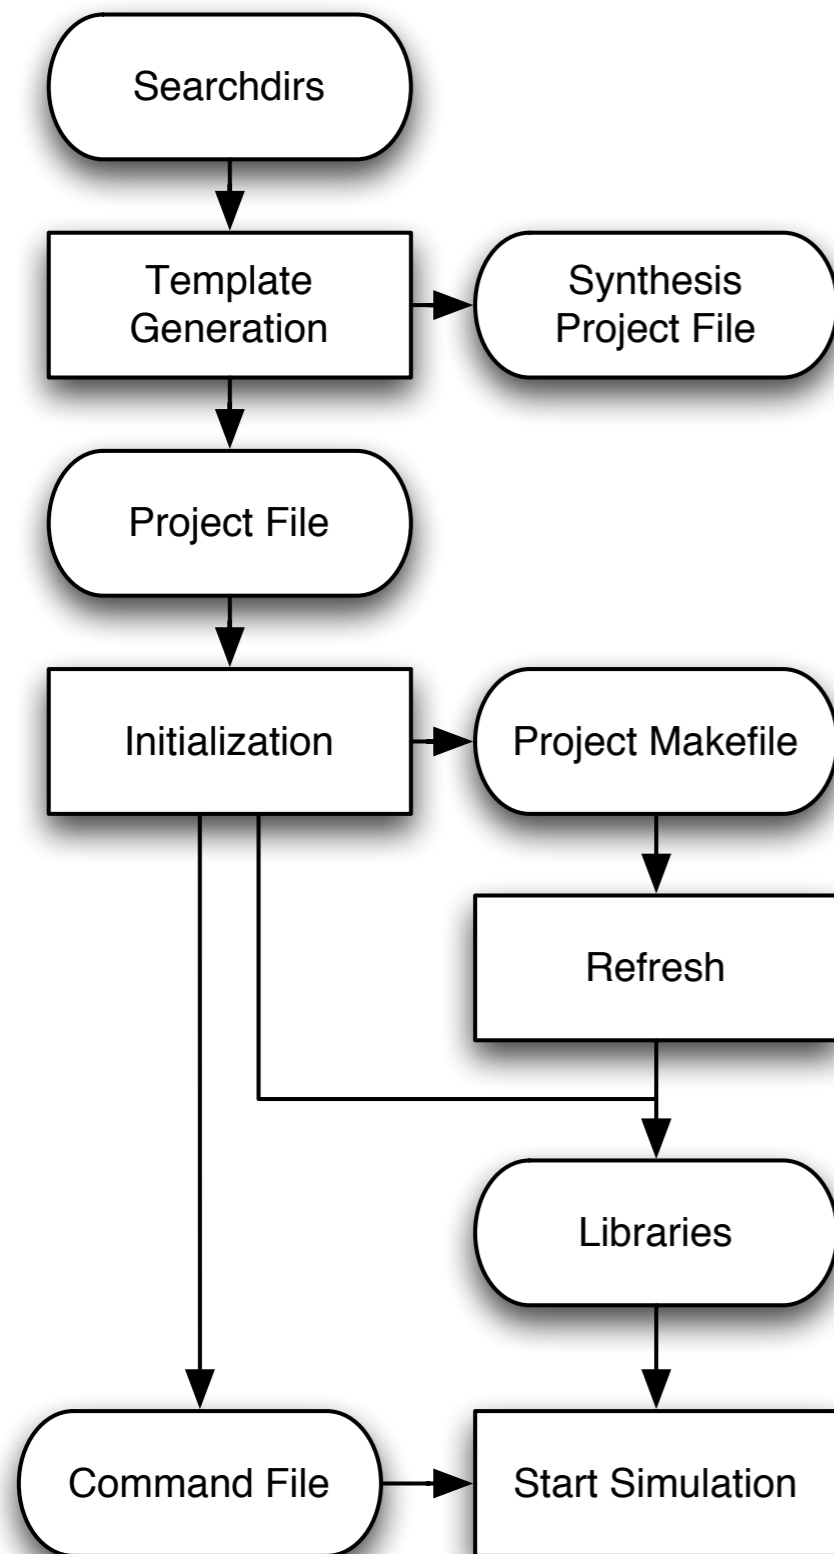 Searchdirs
Template
Generation
Synthesis
Project File
Project File
Initialization
Project Makefile
Refresh
Libraries
Command File
Start Simulation